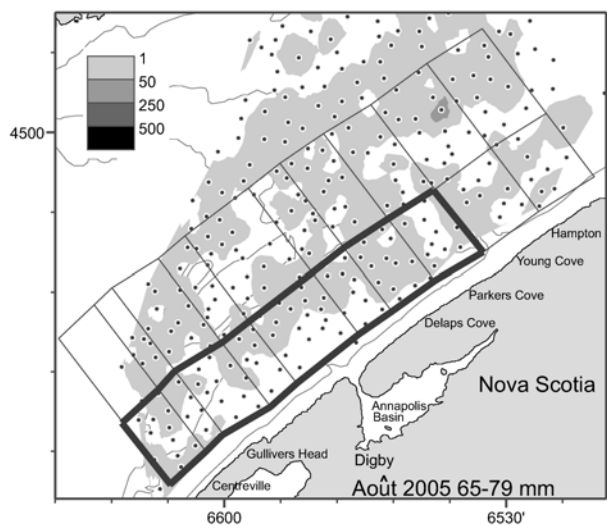 1
50
250
500
4500
Hampton
Young Cove
Parkers Cove
Delaps Cove
Nova Scotia
Annapolis
Basin
Gullivers Head
Digby
Centreville
Août 2005 65-79 mm
6600
6530'